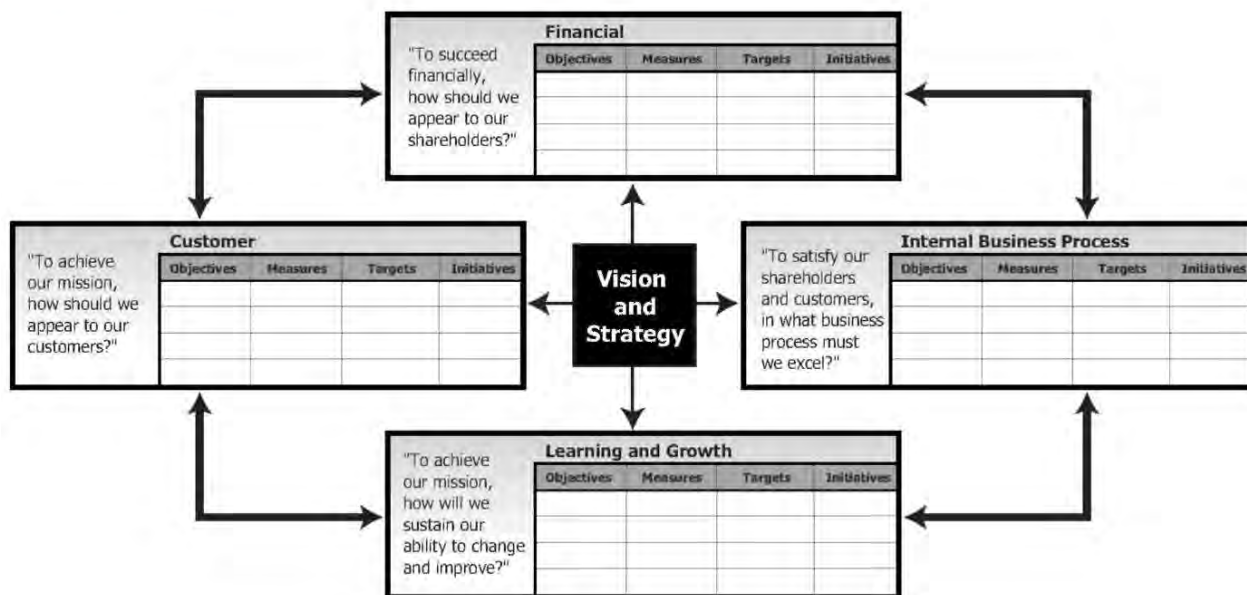 Financial
"To succeed
financially,
how should we
appear to our
shareholders?"
Objectives Measures Targets Initiatives
Customer
"To achieve
our mission,
how should we
appear to our
customers?"
Objectives Measures Targets Initiatives
Vision
and
Strategy
Internal Business Process
"To satisfy our
shareholders
and customers,
in what business
process must
we excel?"
Objectives Measures Targets Initiatives
Learning and Growth
"To achieve
our mission,
how will we
sustain our
ability to change
and improve?"
Objectives Measures Targets Initiatives